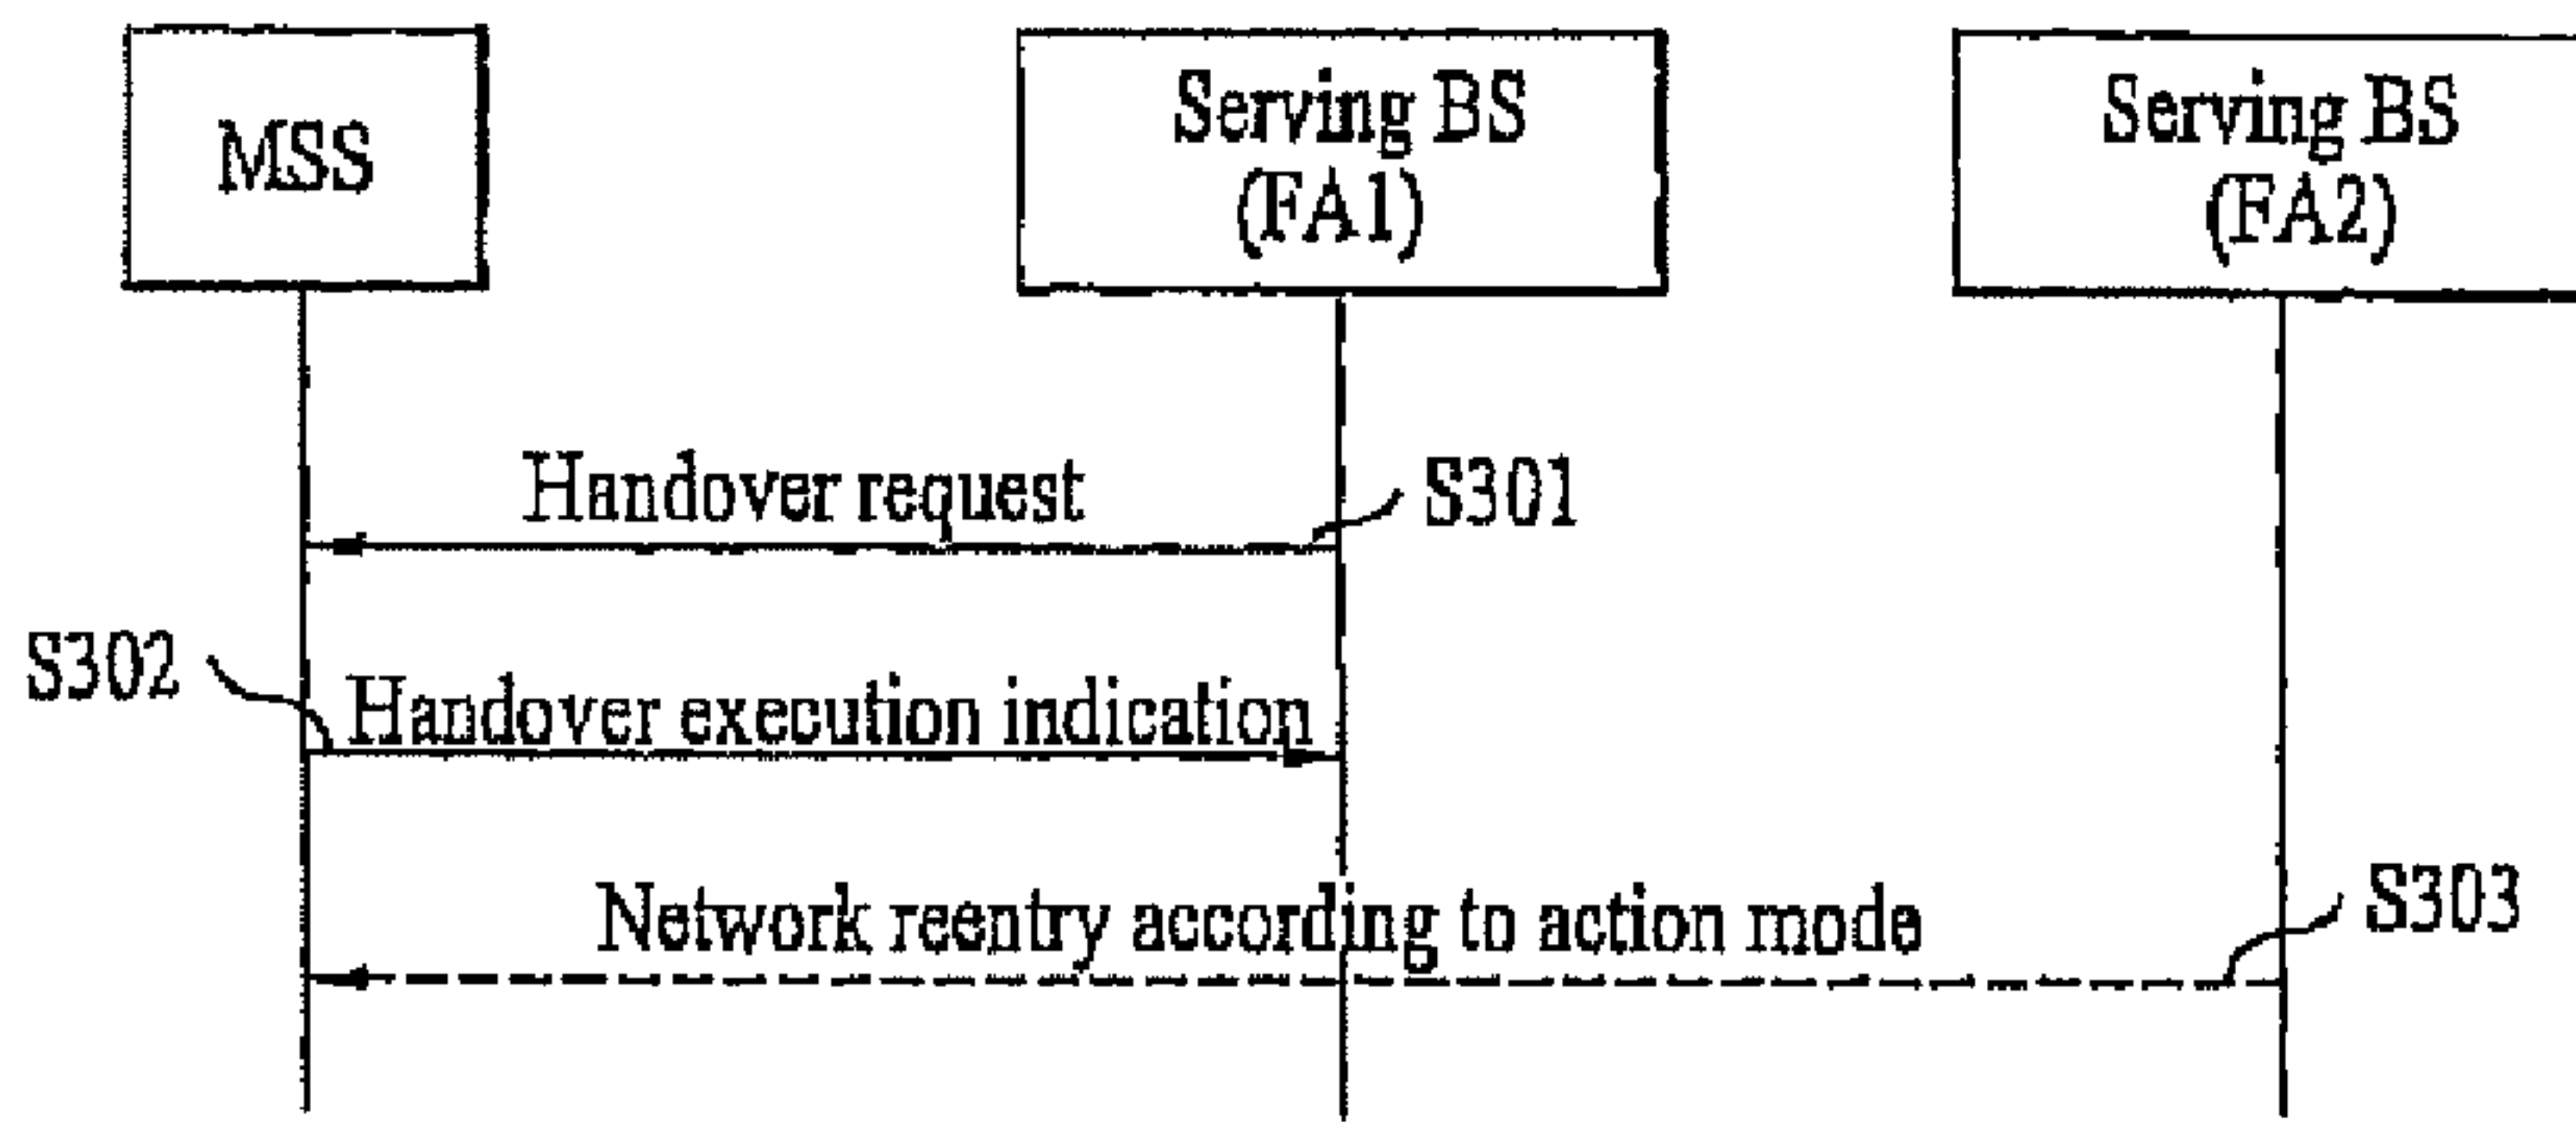 MSS
Serving BS
(FA1)
Serving BS
(FA2)
Handover request
S301
S302
Handover execution indication
Network reentry according to action mode
S303